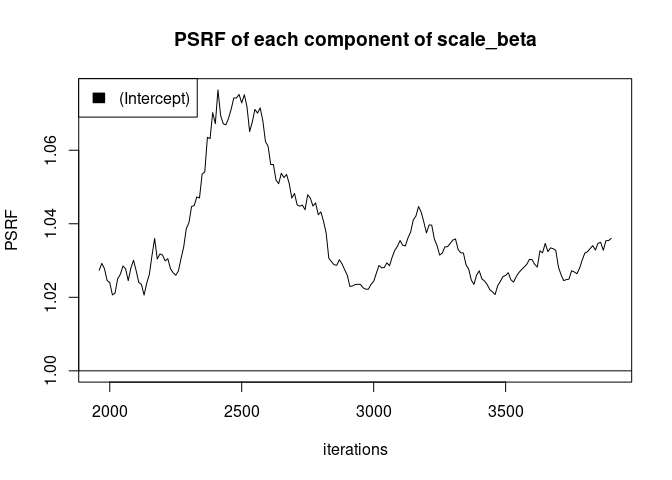 PSRF of each component of scale_beta
(Intercept)
PSRF
1.06
1.04
1.02
1.00
2000 2500 3000 3500
iterations